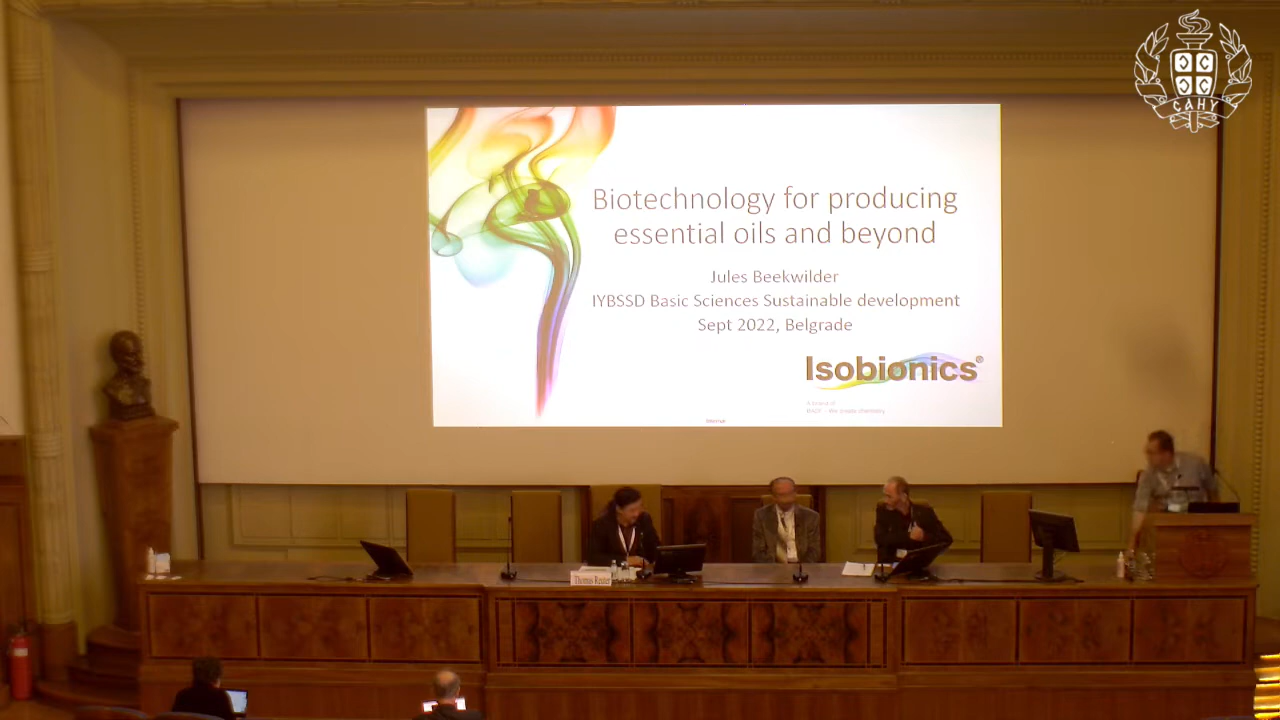 САНУ
Biotechnology for producing
essential oils and beyond
Jules Beekwilder
IYBSSD Basic Sciences Sustainable development
Sept 2022, Belgrade
Isobionics®
Thomas Reuter